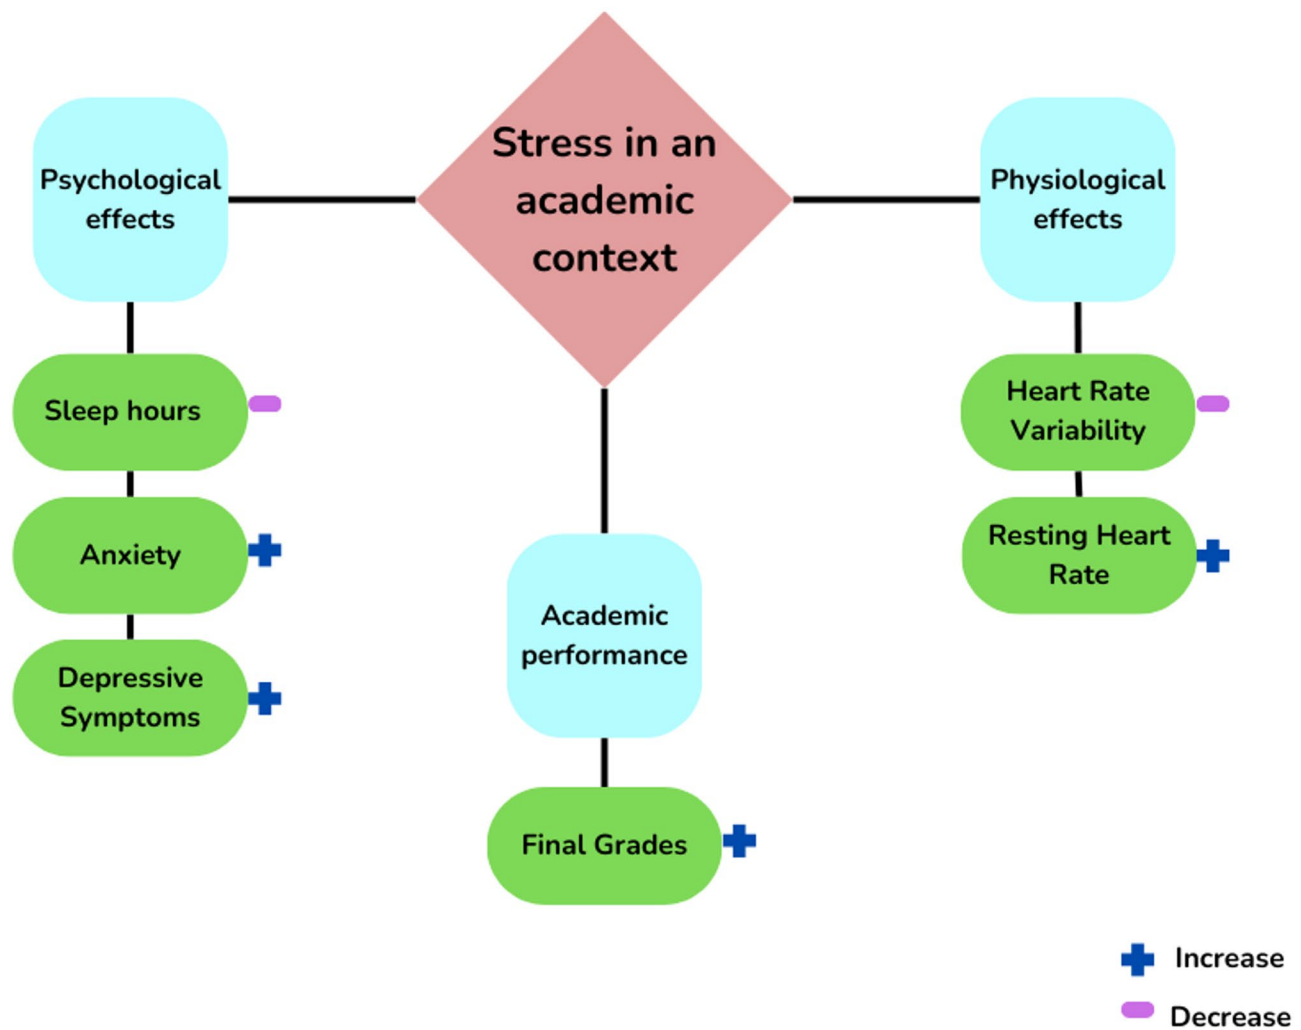 Stress in an
academic
context
Psychological
effects
Sleep hours
Anxiety
Depressive
Symptoms
Academic
performance
Final Grades
Physiological
effects
Heart Rate
Variability
Resting Heart
Rate
Increase
Decrease